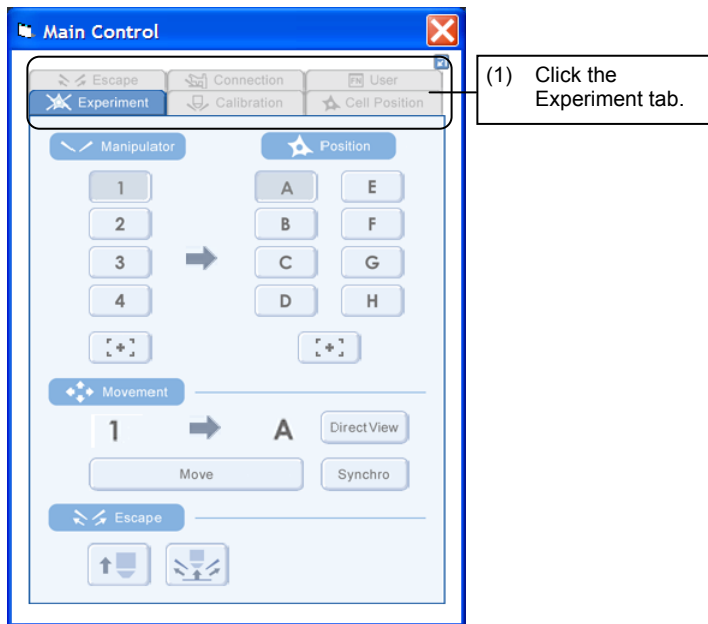 Main Control
Escape Connection FN User
Experiment Calibration Cell Position
(1) Click the
Experiment tab.
Manipulator Position
1 A E
2 B F
3 C G
4 D H
[+] [+]
Movement
1 A Direct View
Move Synchro
Escape